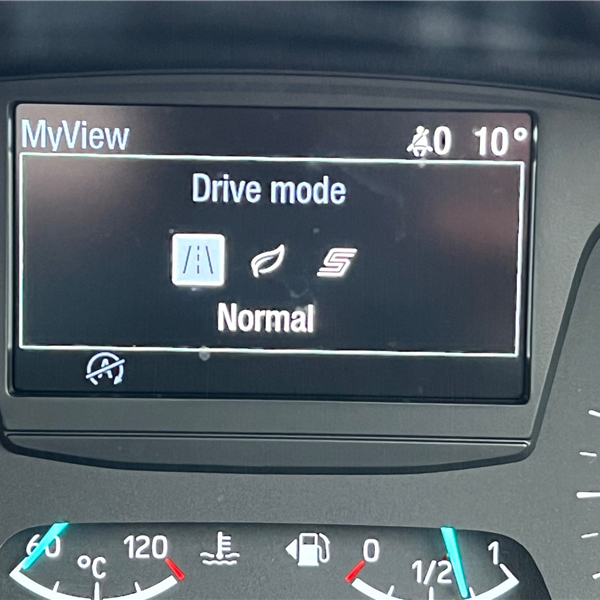 MyView
0 10°
Drive mode
S
Normal
A
60 120 0 1
°C 1/2